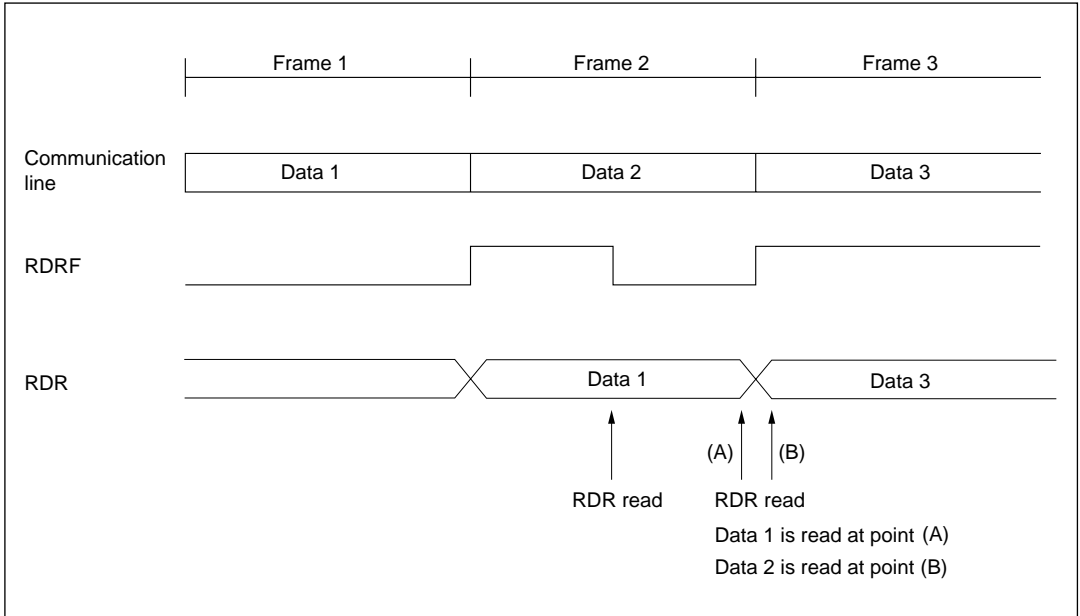 Frame 1 Frame 2 Frame 3
Communication
line
Data 1 Data 2 Data 3
RDRF
RDR
Data 1 Data 3
(A) (B)
RDR read RDR read
Data 1 is read at point (A)
Data 2 is read at point (B)